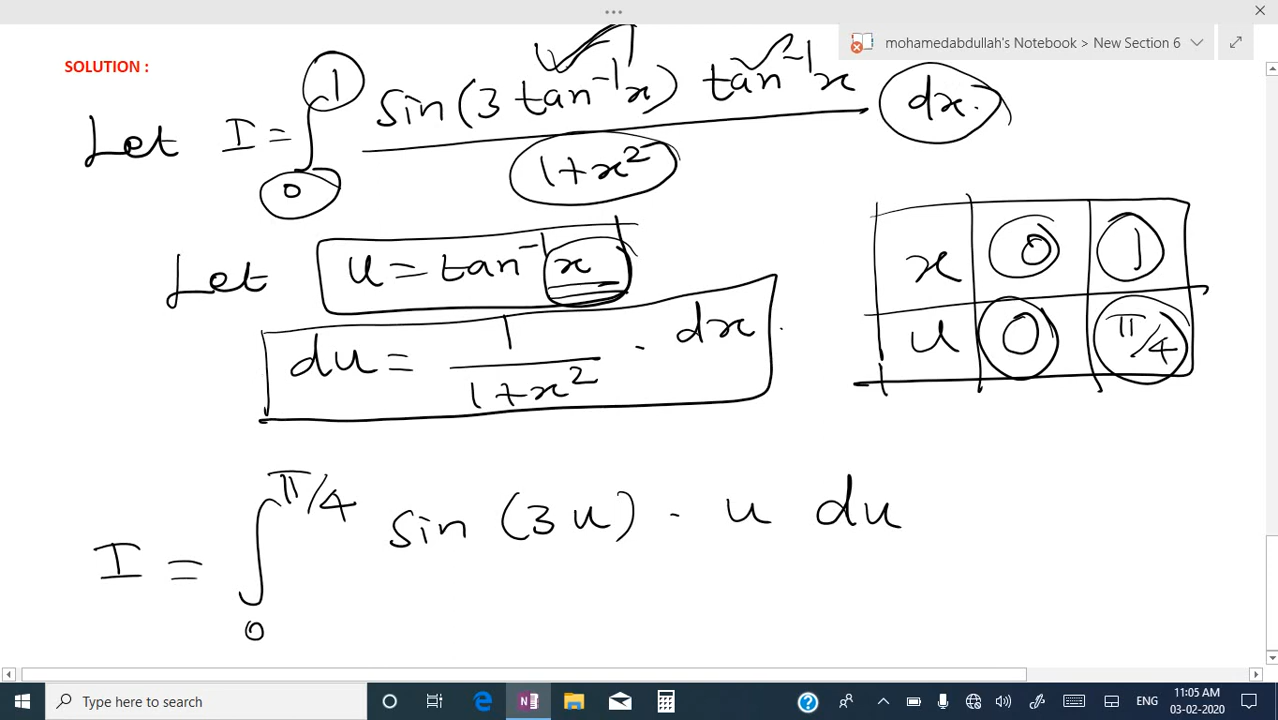 mohamedabdullah's Notebook > New Section 6
SOLUTION :
Let I = ∫₀¹ sin(3 tan⁻¹x) tan⁻¹x / 1+x² dx.
Let u = tan⁻¹x
du = 1/1+x² · dx
x 0 1
u 0 π/4
I = ∫₀^π/4 sin (3u) · u du
Type here to search
ENG
11:05 AM
03-02-2020